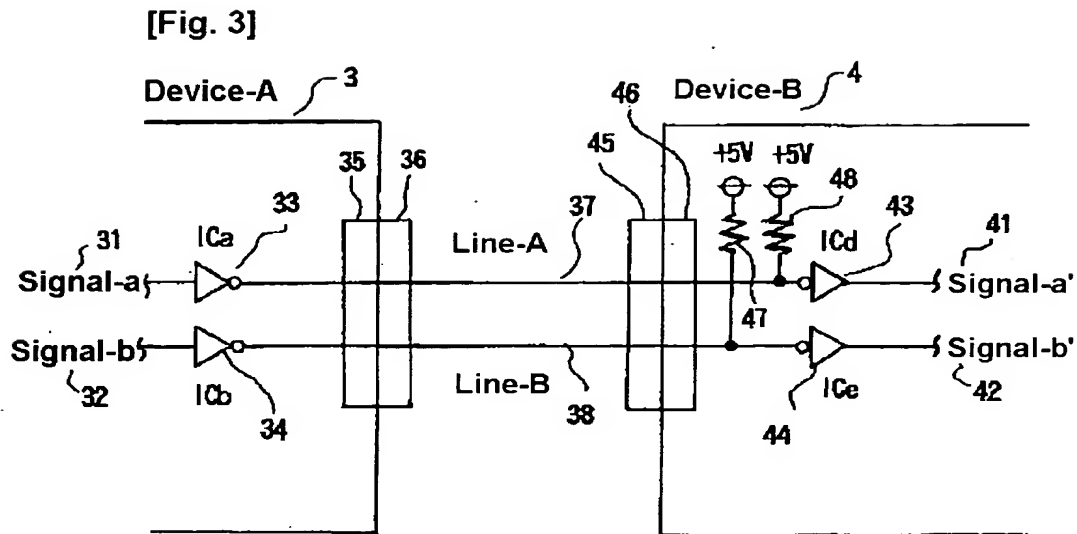 [Fig. 3]
Device-A
3
Device-B
4
46
45
35
36
+5V
+5V
48
33
37
43
31
ICa
Line-A
ICd
41
Signal-a
Signal-a'
47
Signal-b
Signal-b'
32
ICb
34
Line-B
38
ICe
44
42